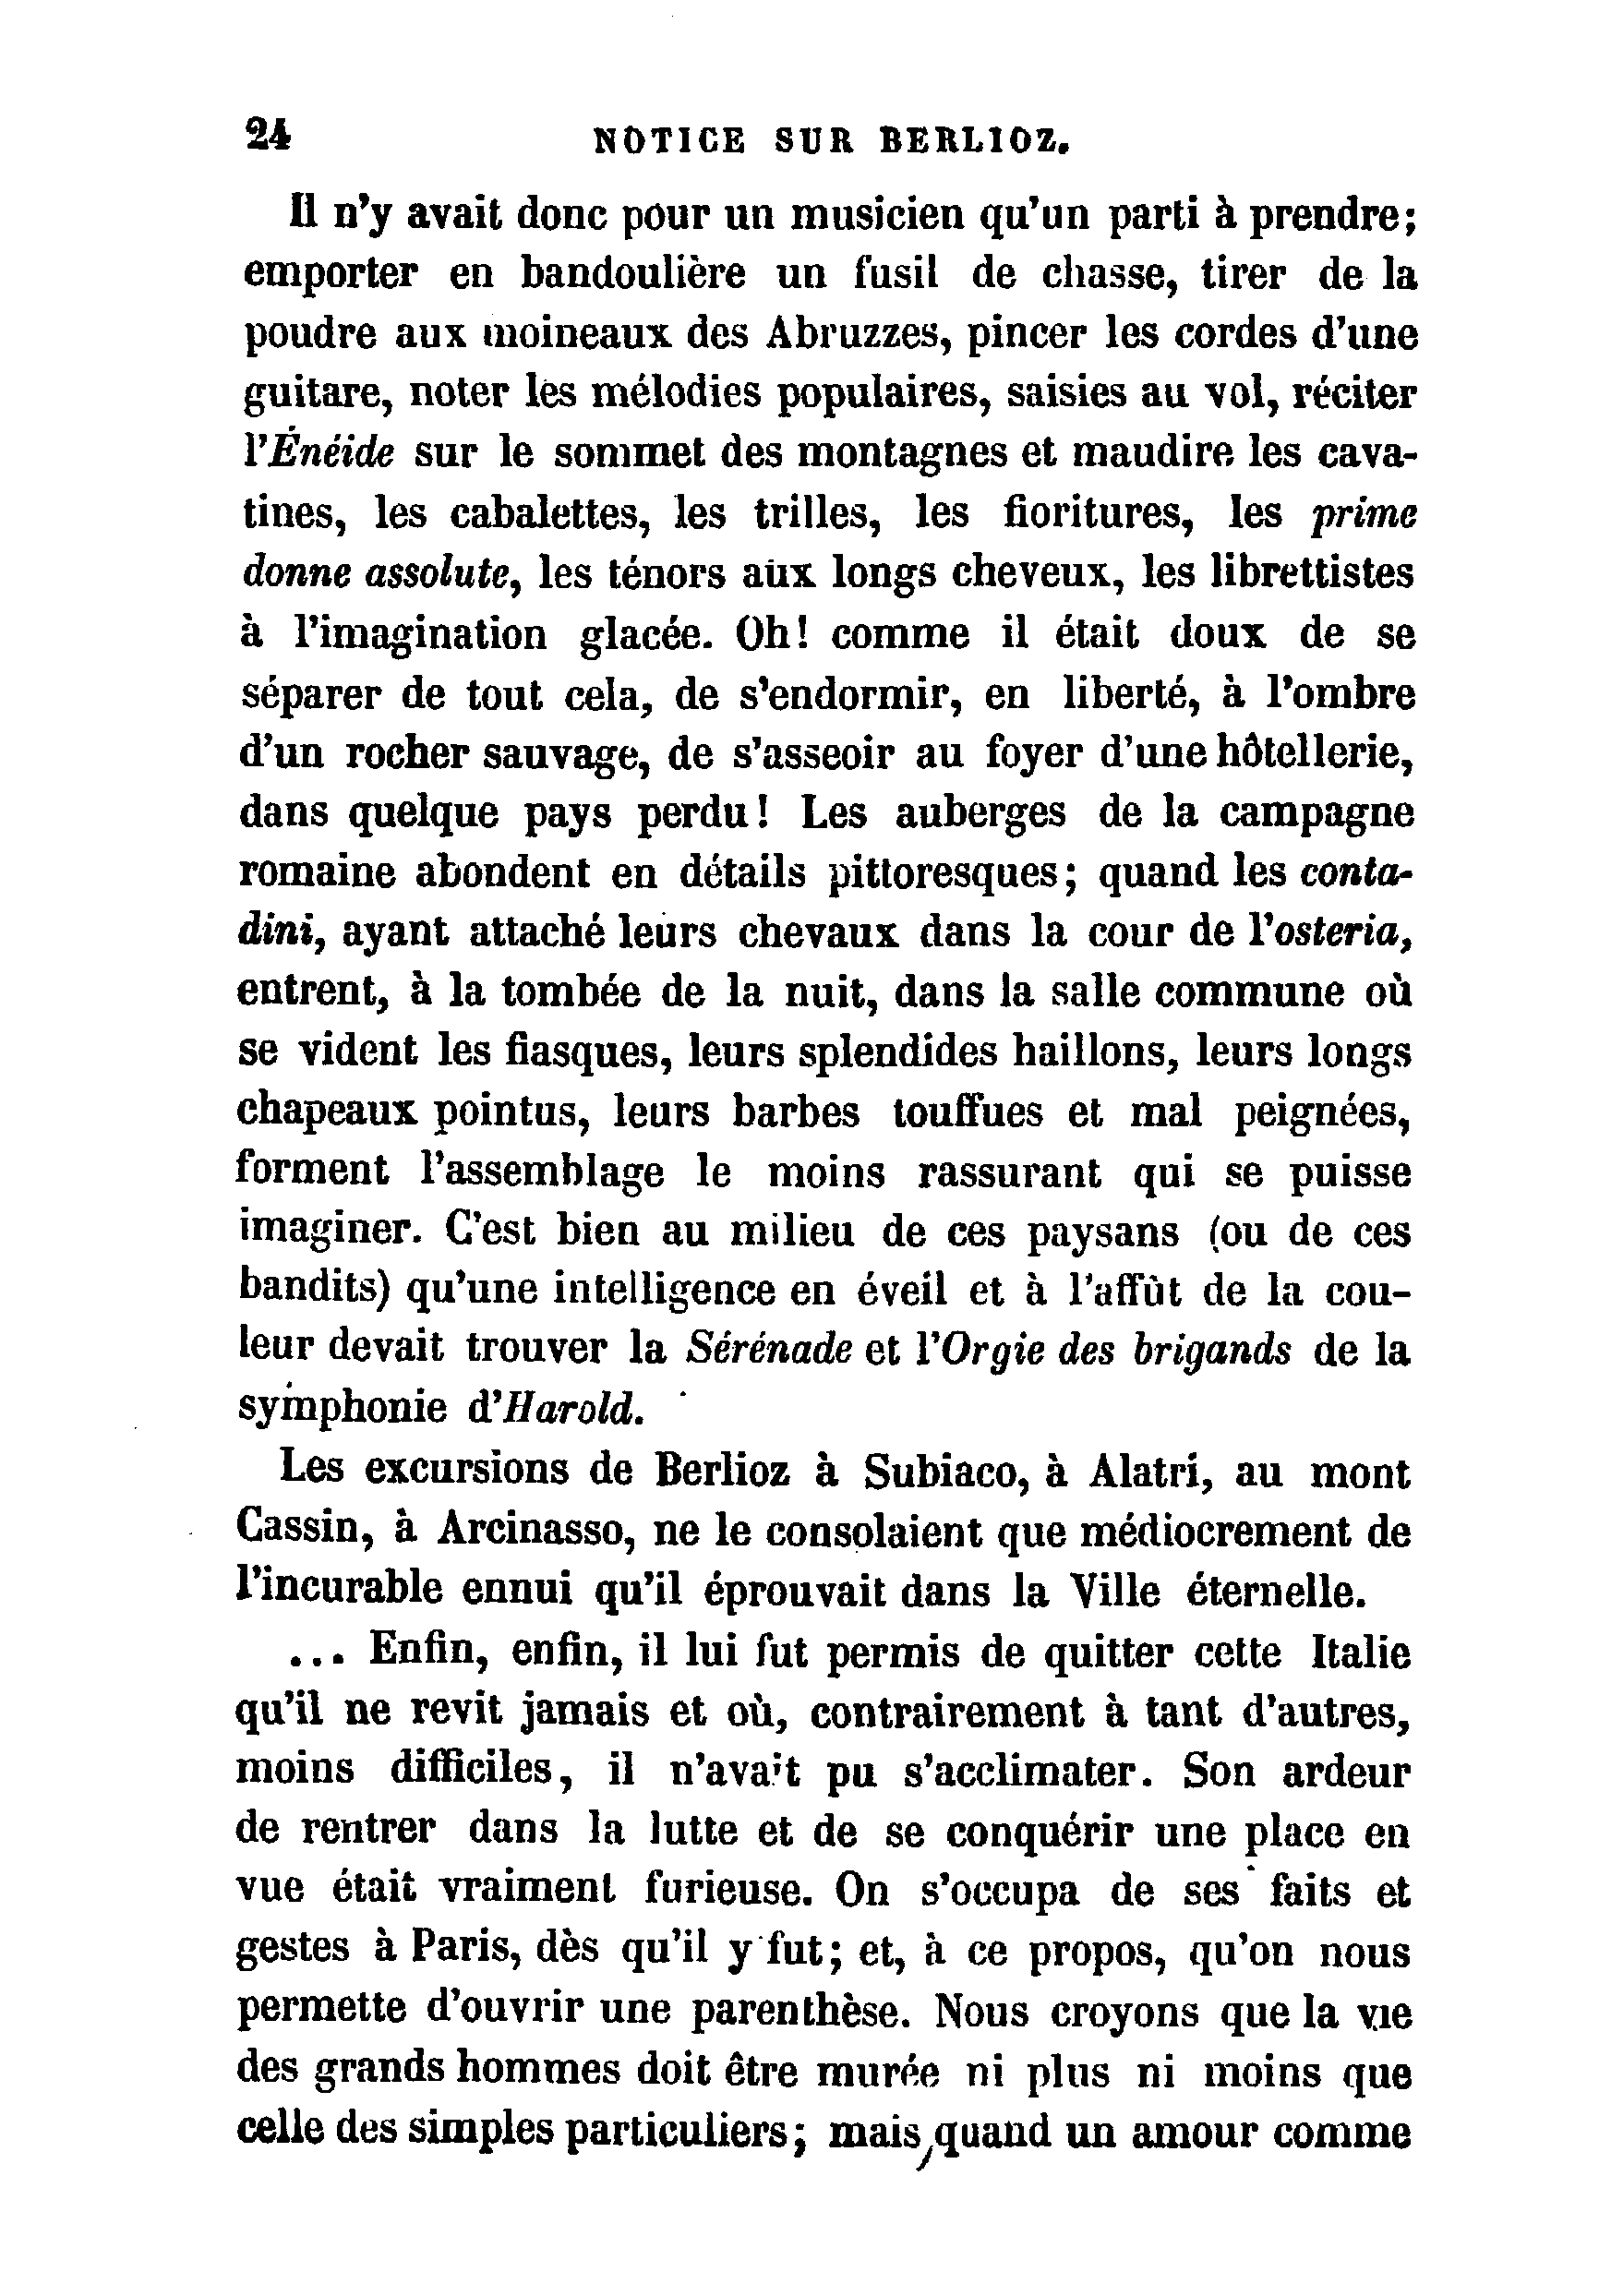 24 NOTICE SUR BERLIOZ.
Il n'y avait donc pour un musicien qu'un parti à prendre;
emporter en bandoulière un fusil de chasse, tirer de la
poudre aux moineaux des Abruzzes, pincer les cordes d'une
guitare, noter les mélodies populaires, saisies au vol, réciter
l'Énéide sur le sommet des montagnes et maudire les cava-
tines, les cabalettes, les trilles, les fioritures, les prime
donne assolute, les ténors aux longs cheveux, les librettistes
à l'imagination glacée. Oh! comme il était doux de se
séparer de tout cela, de s'endormir, en liberté, à l'ombre
d'un rocher sauvage, de s'asseoir au foyer d'une hôtellerie,
dans quelque pays perdu! Les auberges de la campagne
romaine abondent en détails pittoresques; quand les conta-
dini, ayant attaché leurs chevaux dans la cour de l'osteria,
entrent, à la tombée de la nuit, dans la salle commune où
se vident les fiasques, leurs splendides haillons, leurs longs
chapeaux pointus, leurs barbes touffues et mal peignées,
forment l'assemblage le moins rassurant qui se puisse
imaginer. C'est bien au milieu de ces paysans (ou de ces
bandits) qu'une intelligence en éveil et à l'affût de la cou-
leur devait trouver la Sérénade et l'Orgie des brigands de la
symphonie d'Harold.
Les excursions de Berlioz à Subiaco, à Alatri, au mont
Cassin, à Arcinasso, ne le consolaient que médiocrement de
l'incurable ennui qu'il éprouvait dans la Ville éternelle.
... Enfin, enfin, il lui fut permis de quitter cette Italie
qu'il ne revit jamais et où, contrairement à tant d'autres,
moins difficiles, il n'avait pu s'acclimater. Son ardeur
de rentrer dans la lutte et de se conquérir une place en
vue était vraiment furieuse. On s'occupa de ses faits et
gestes à Paris, dès qu'il y fut; et, à ce propos, qu'on nous
permette d'ouvrir une parenthèse. Nous croyons que la vie
des grands hommes doit être murée ni plus ni moins que
celle des simples particuliers; mais, quand un amour comme